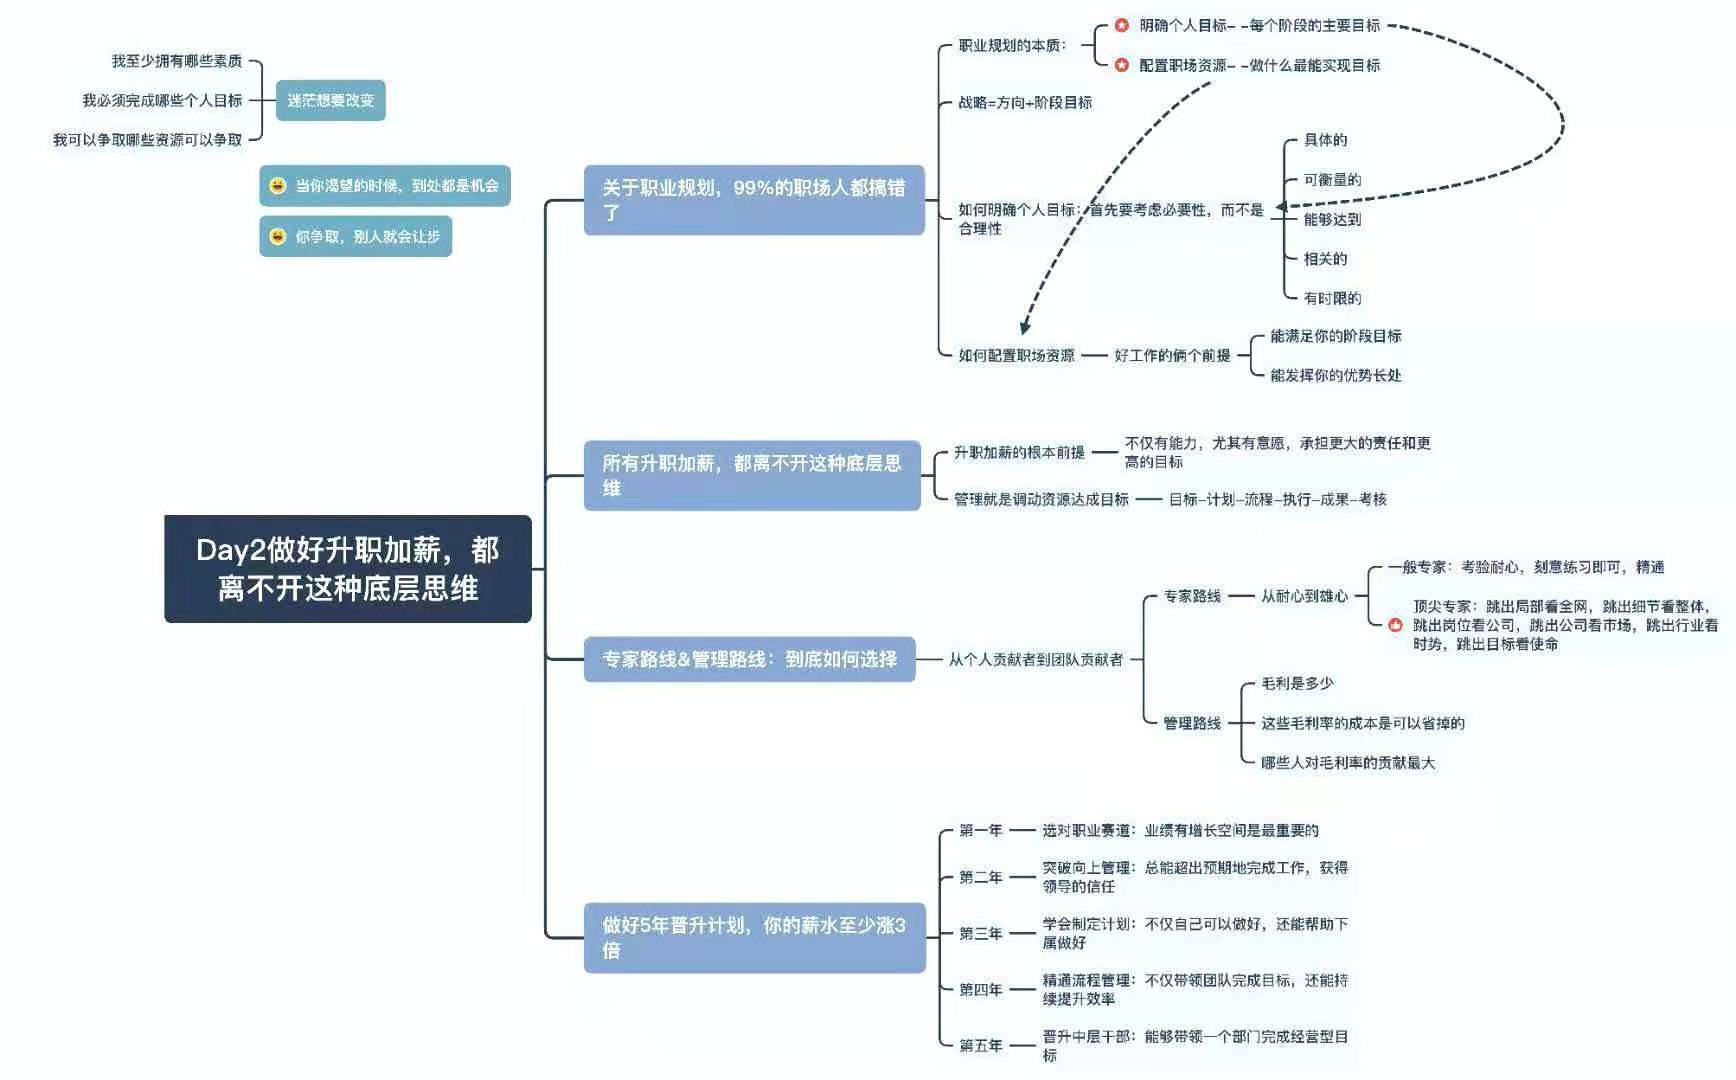 我至少拥有哪些素质
我必须完成哪些个人目标
我可以争取哪些资源可以争取
迷茫想要改变
当你渴望的时候，到处都是机会
你争取，别人就会让步
Day2做好升职加薪，都
离不开这种底层思维
关于职业规划，99%的职场人都搞错
了
职业规划的本质：
明确个人目标--每个阶段的主要目标
配置职场资源--做什么最能实现目标
战略=方向+阶段目标
如何明确个人目标：首先要考虑必要性，而不是
合理性
具体的
可衡量的
能够达到
相关的
有时限的
如何配置职场资源
好工作的俩个前提
能满足你的阶段目标
能发挥你的优势长处
所有升职加薪，都离不开这种底层思
维
升职加薪的根本前提
不仅有能力，尤其有意愿，承担更大的责任和更
高的目标
管理就是调动资源达成目标
目标-计划-流程-执行-成果-考核
专家路线&管理路线：到底如何选择
从个人贡献者到团队贡献者
专家路线
从耐心到雄心
一般专家：考验耐心，刻意练习即可，精通
顶尖专家：跳出局部看全网，跳出细节看整体，
跳出岗位看公司，跳出公司看市场，跳出行业看
时势，跳出目标看使命
管理路线
毛利是多少
这些毛利率的成本是可以省掉的
哪些人对毛利率的贡献最大
做好5年晋升计划，你的薪水至少涨3
倍
第一年
选对职业赛道：业绩有增长空间是最重要的
第二年
突破向上管理：总能超出预期地完成工作，获得
领导的信任
第三年
学会制定计划：不仅自己可以做好，还能帮助下
属做好
第四年
精通流程管理：不仅带领团队完成目标，还能持
续提升效率
第五年
晋升中层干部：能够带领一个部门完成经营型目
标